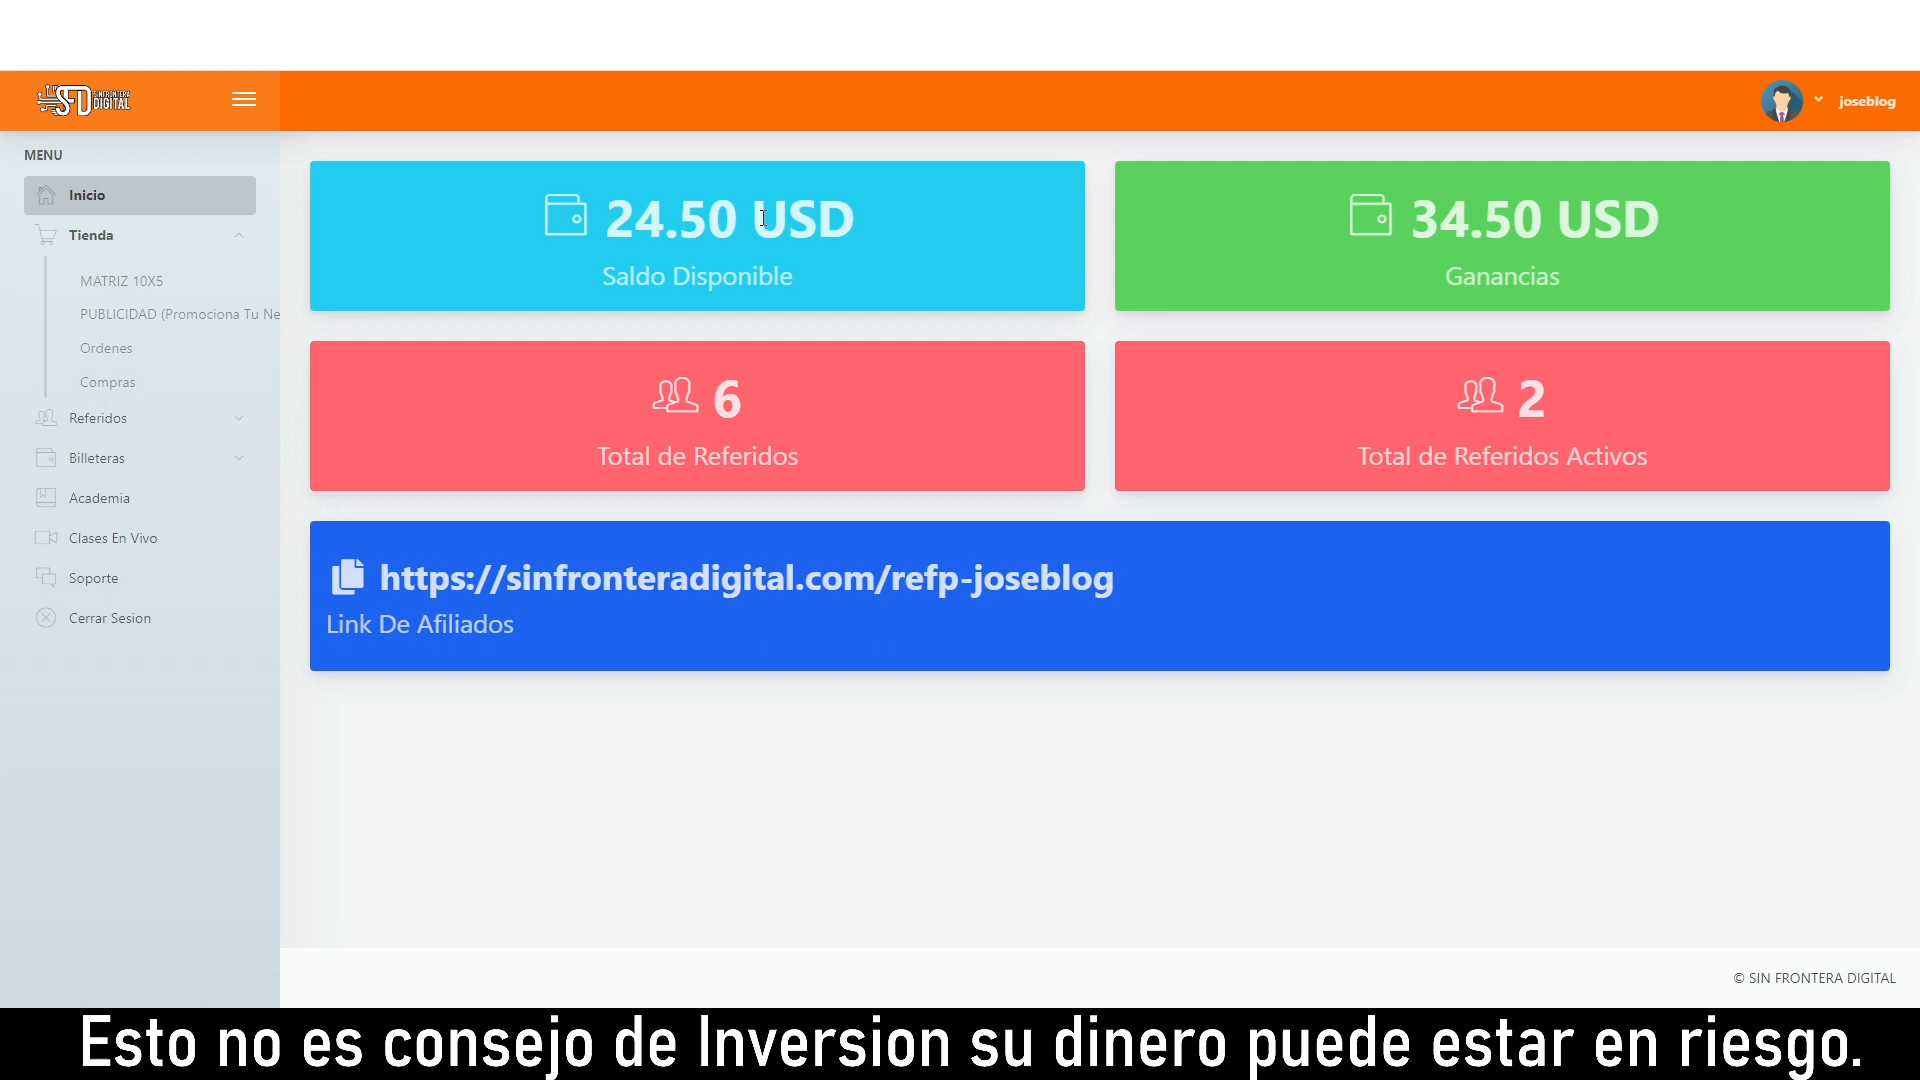 SFD SINFRONTERA
DIGITAL
joseblog
MENU
Inicio
Tienda
MATRIZ 10X5
PUBLICIDAD (Promociona Tu Ne
Ordenes
Compras
Referidos
Billeteras
Academia
Clases En Vivo
Soporte
Cerrar Sesion
24.50 USD
Saldo Disponible
34.50 USD
Ganancias
6
Total de Referidos
2
Total de Referidos Activos
https://sinfronteradigital.com/refp-joseblog
Link De Afiliados
© SIN FRONTERA DIGITAL
Esto no es consejo de Inversion su dinero puede estar en riesgo.